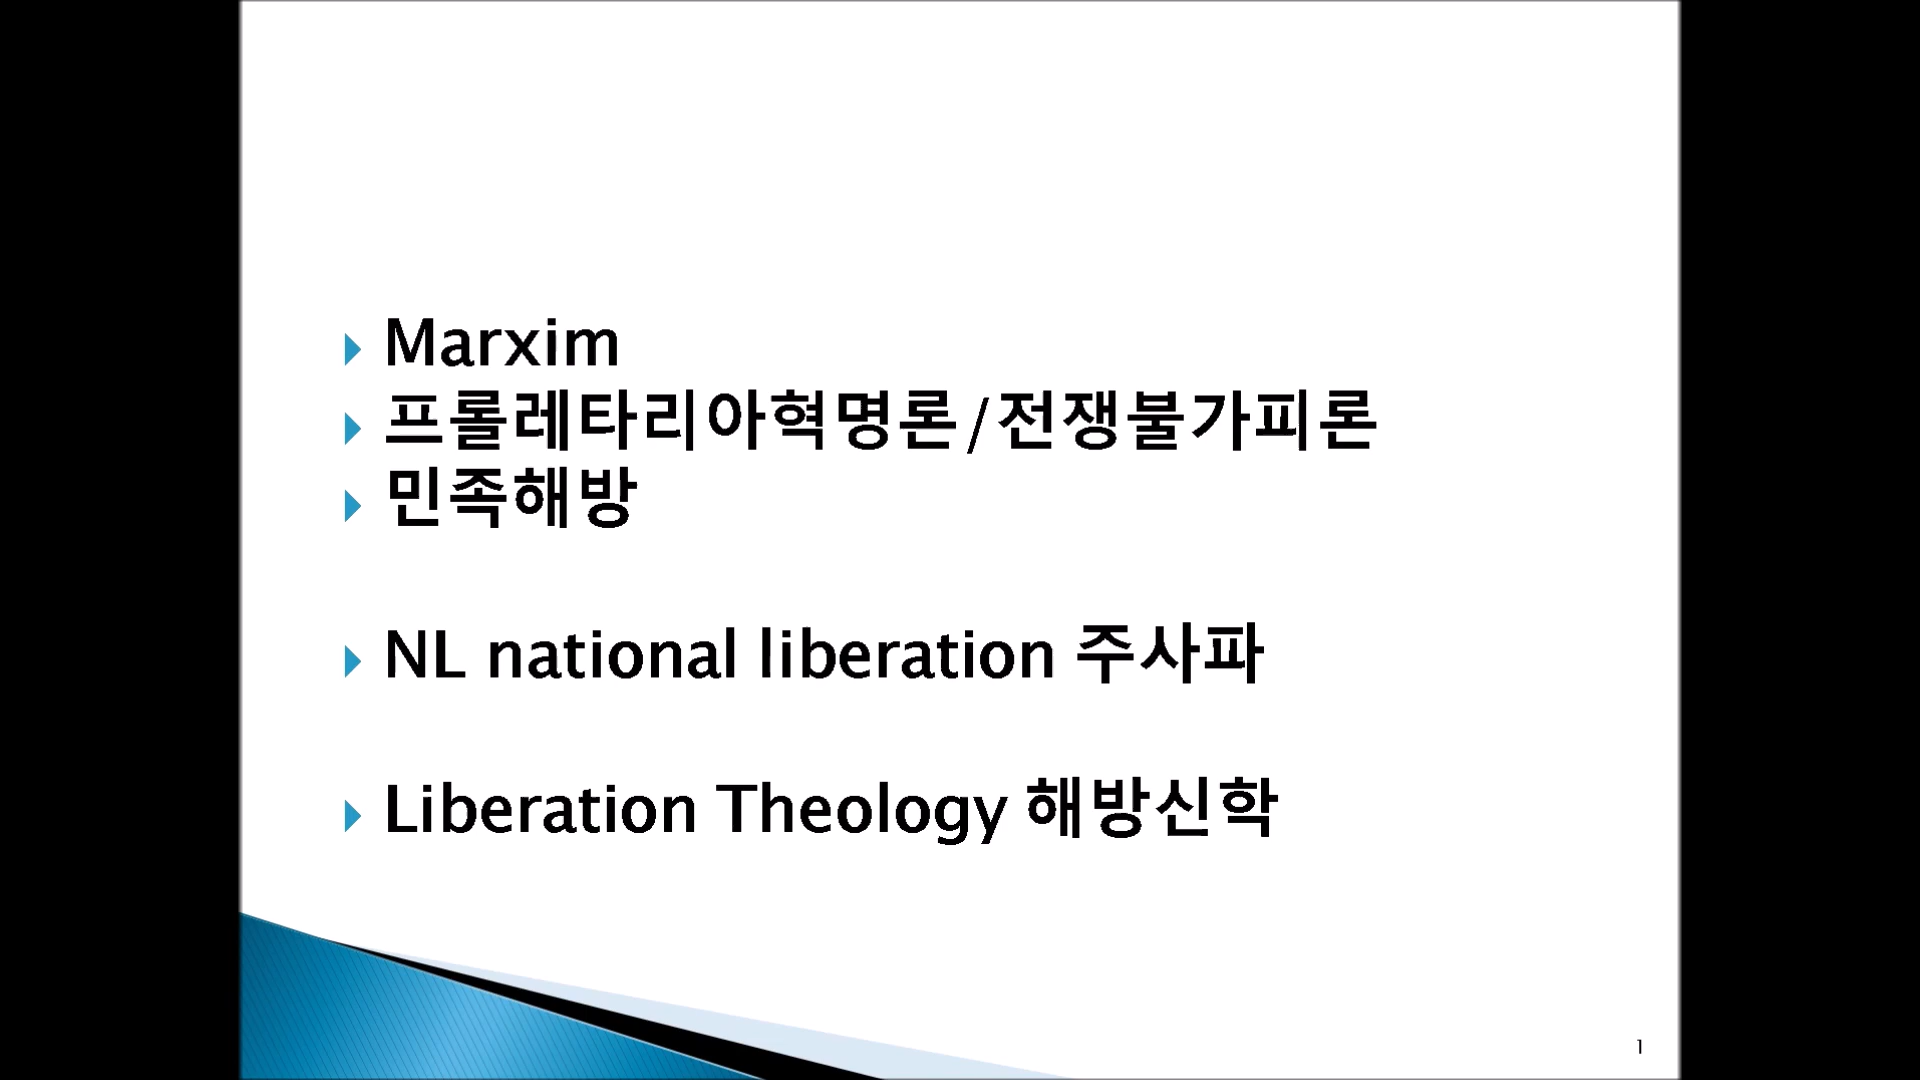 Marxim
프롤레타리아혁명론/전쟁불가피론
민족해방
NL national liberation 주사파
Liberation Theology 해방신학
1